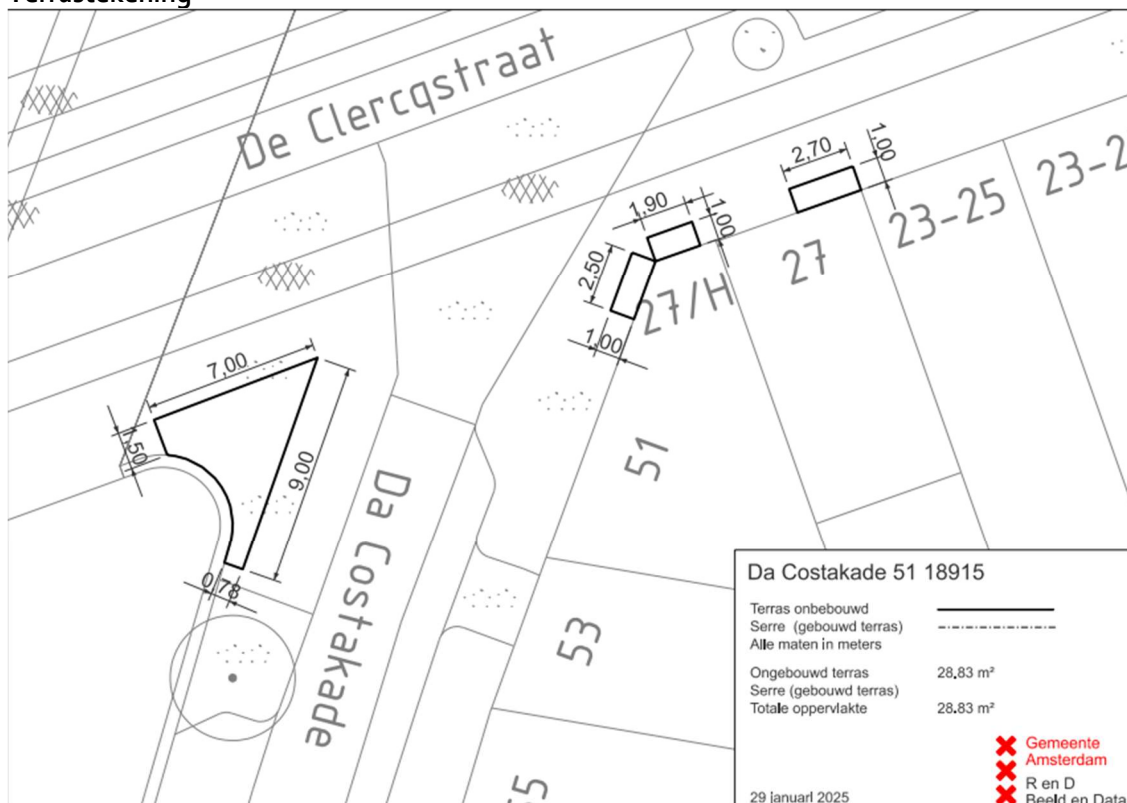 Terrastekening
De Clercqstraat
2,70
1,00
23-2
23-25
1,90
1,00
27
2,50
27/H
1,00
7,00
1,50
9,00
51
Da Costakade
0,78
53
Da Costakade 51 18915
Terras onbebouwd
Serre (gebouwd terras)
Alle maten in meters
Ongebouwd terras 28.83 m²
Serre (gebouwd terras)
Totale oppervlakte 28.83 m²
Gemeente
Amsterdam
R en D
Beeld en Data
29 januari 2025